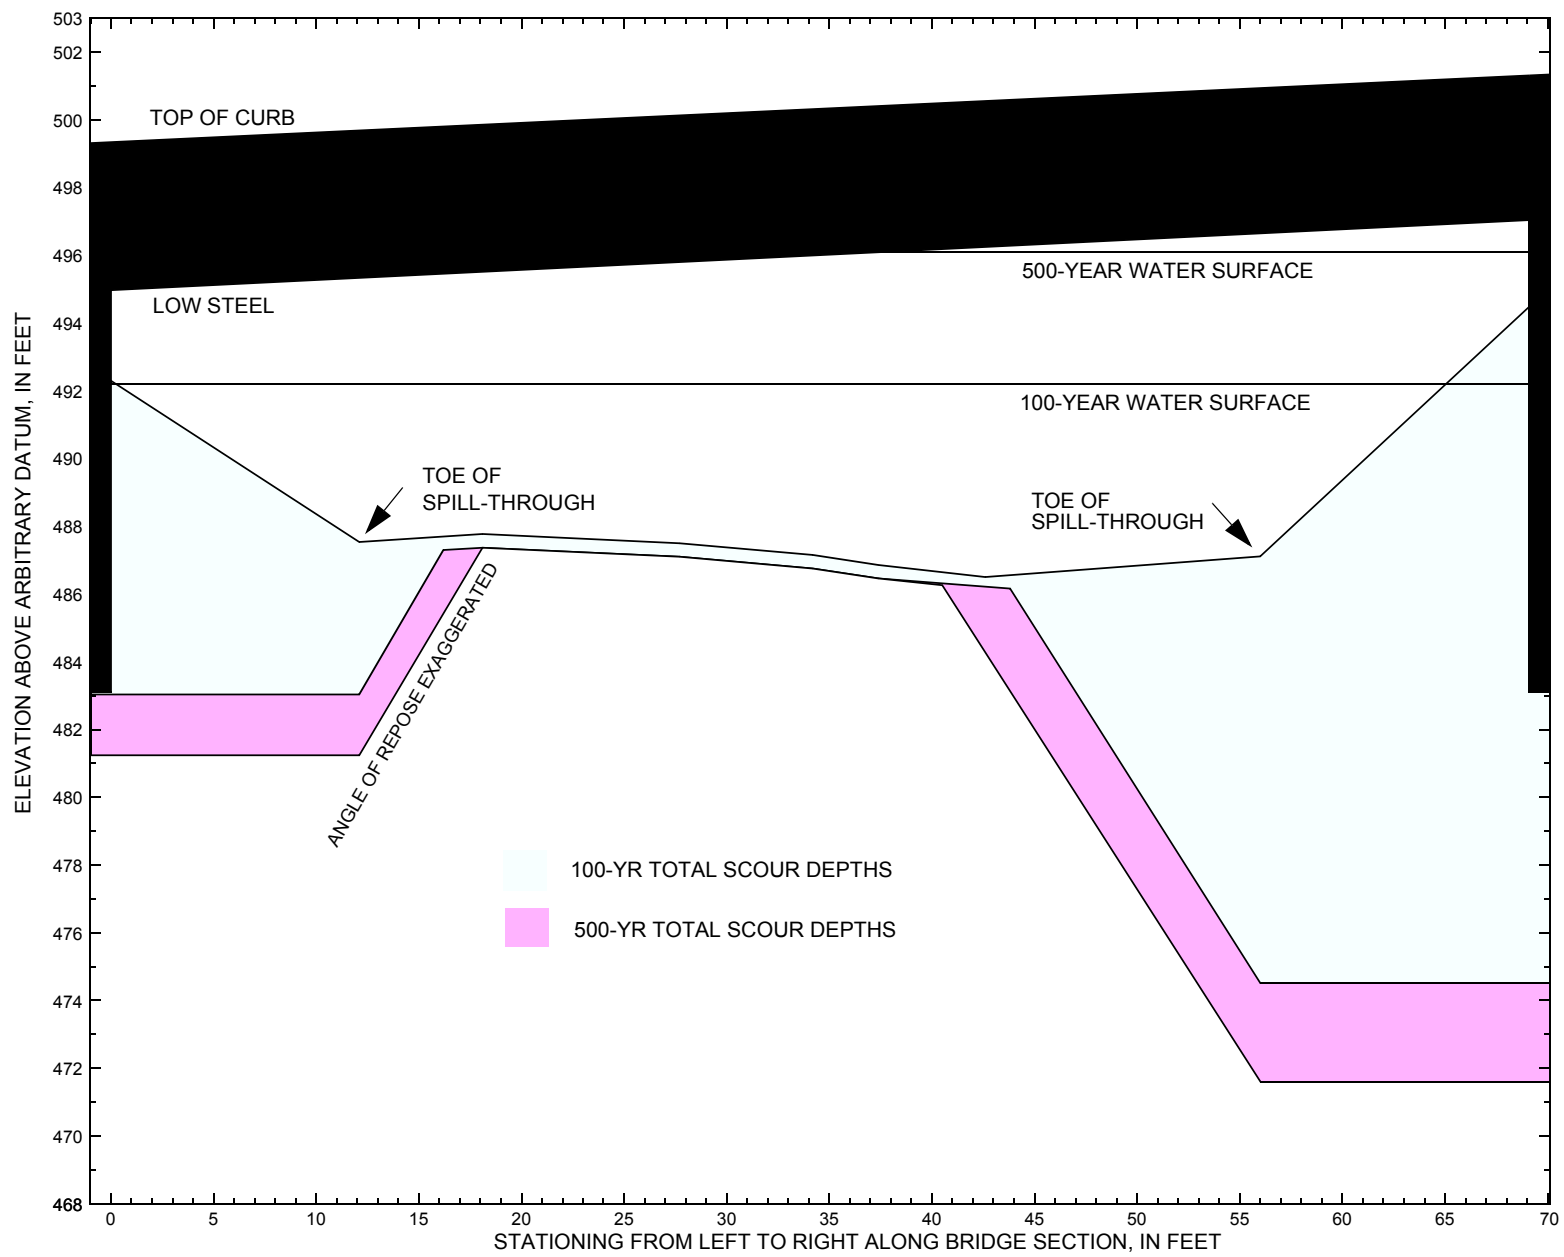 503
502
500
498
496
494
492
490
488
486
484
482
480
478
476
474
472
470
468
ELEVATION ABOVE ARBITRARY DATUM, IN FEET
TOP OF CURB
LOW STEEL
500-YEAR WATER SURFACE
100-YEAR WATER SURFACE
TOE OF
SPILL-THROUGH
TOE OF
SPILL-THROUGH
ANGLE OF REPOSE EXAGGERATED
100-YR TOTAL SCOUR DEPTHS
500-YR TOTAL SCOUR DEPTHS
0 5 10 15 20 25 30 35 40 45 50 55 60 65 70
STATIONING FROM LEFT TO RIGHT ALONG BRIDGE SECTION, IN FEET